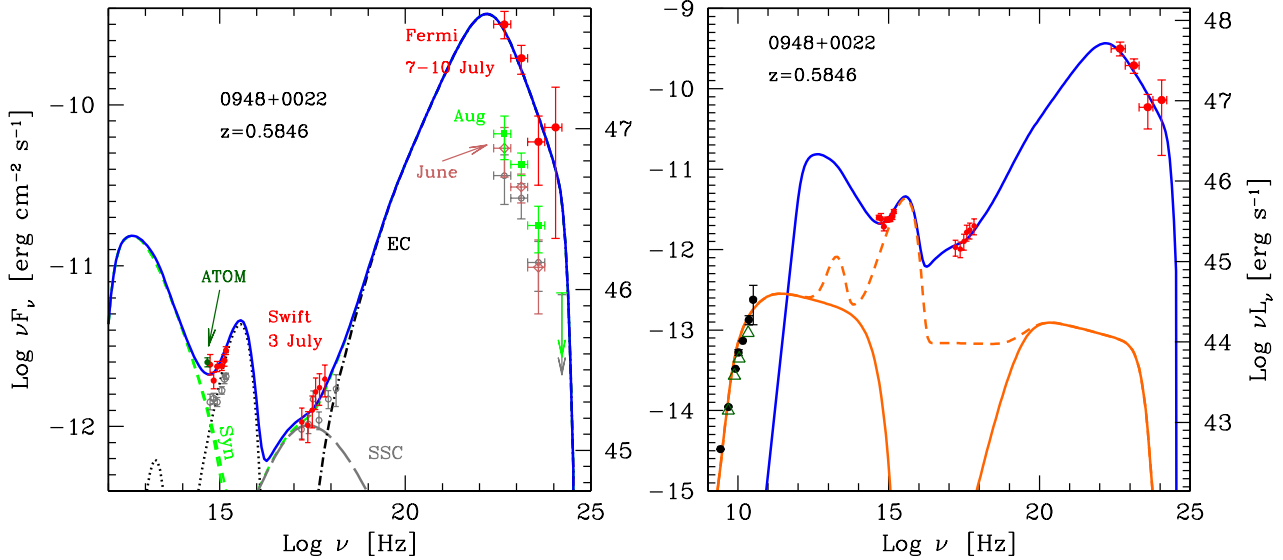 Fermi
7−10 July
0948+0022
z=0.5846
Aug
June
EC
ATOM
Swift
3 July
Syn
SSC
−10
−11
−12
47
46
45
15
20
25
Log ν [Hz]
Log νFν [erg cm−2 s−1]
0948+0022
z=0.5846
−9
−10
−11
−12
−13
−14
−15
48
47
46
45
44
43
10
15
20
25
Log ν [Hz]
Log νLν [erg s−1]